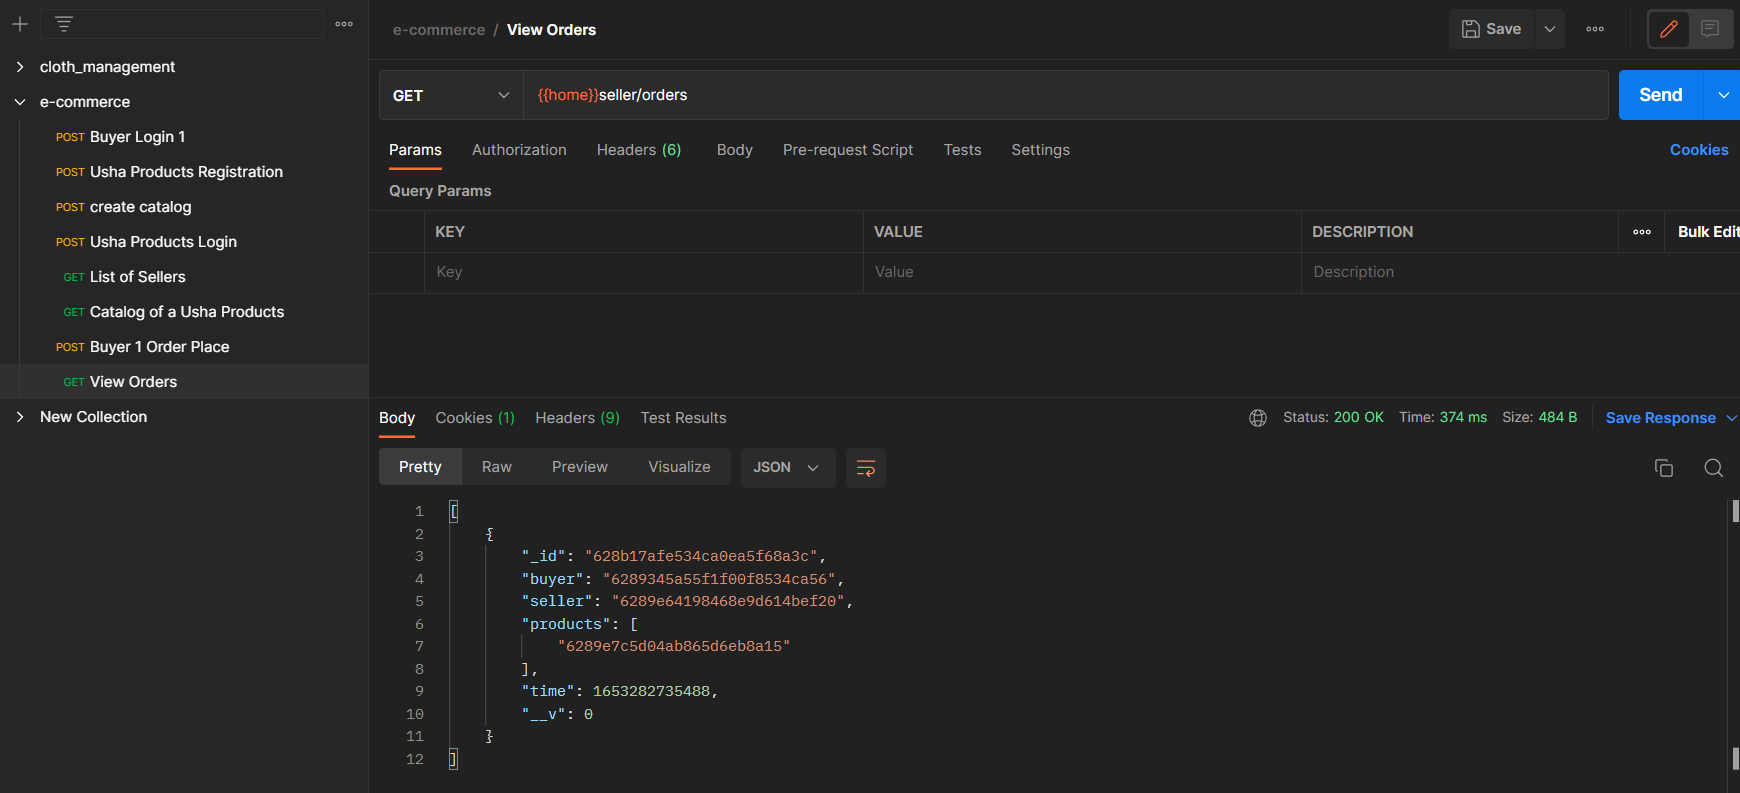 e-commerce / View Orders
Save
cloth_management
e-commerce
POST Buyer Login 1
POST Usha Products Registration
POST create catalog
POST Usha Products Login
GET List of Sellers
GET Catalog of a Usha Products
POST Buyer 1 Order Place
GET View Orders
New Collection
GET
{{home}}seller/orders
Send
Params Authorization Headers (6) Body Pre-request Script Tests Settings
Cookies
Query Params
KEY VALUE DESCRIPTION Bulk Edit
Key Value Description
Body Cookies (1) Headers (9) Test Results
Status: 200 OK Time: 374 ms Size: 484 B Save Response
Pretty Raw Preview Visualize JSON
1 [
2 {
3 "_id": "628b17afe534ca0ea5f68a3c",
4 "buyer": "6289345a55f1f00f8534ca56",
5 "seller": "6289e64198468e9d614bef20",
6 "products": [
7 "6289e7c5d04ab865d6eb8a15"
8 ],
9 "time": 1653282735488,
10 "__v": 0
11 }
12 ]